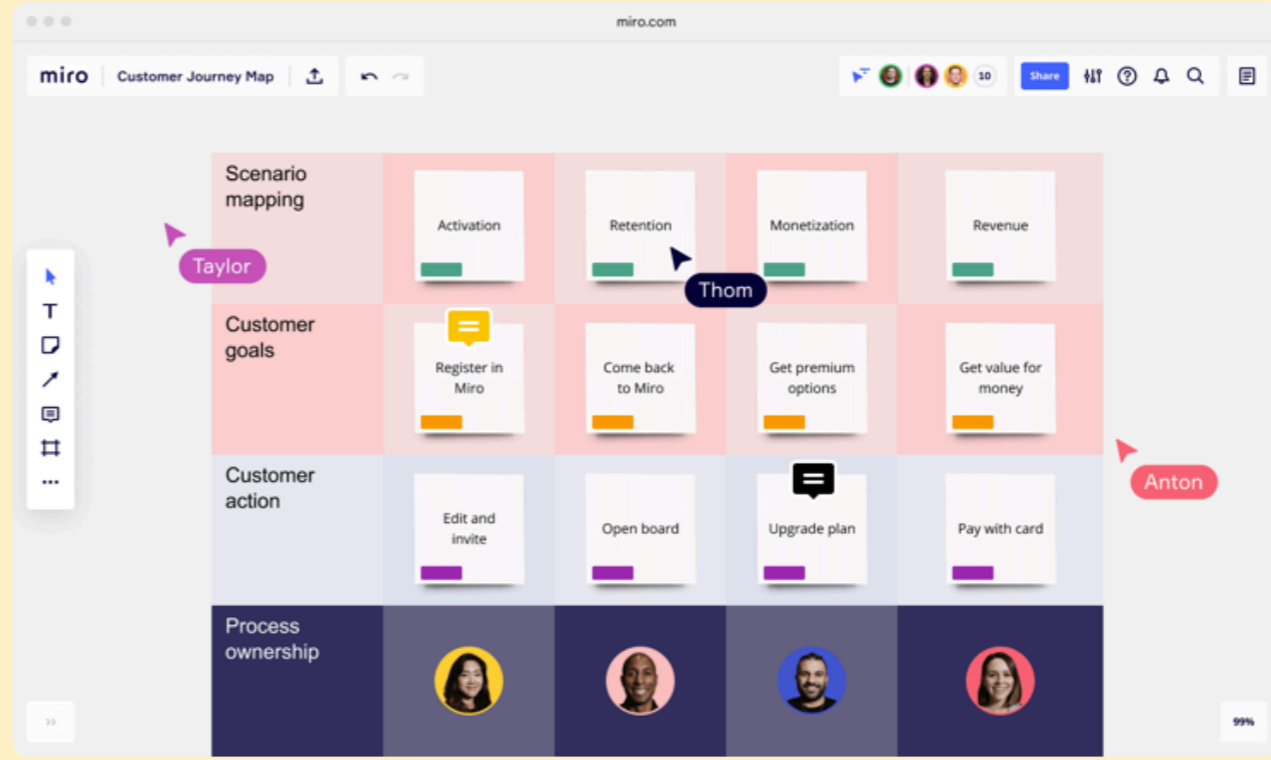 miro.com
miro
Customer Journey Map
10
Share
T
Scenario
mapping
Activation
Retention
Monetization
Revenue
Taylor
Thom
Customer
goals
Register in
Miro
Come back
to Miro
Get premium
options
Get value for
money
Anton
Customer
action
Edit and
invite
Open board
Upgrade plan
Pay with card
Process
ownership
99%